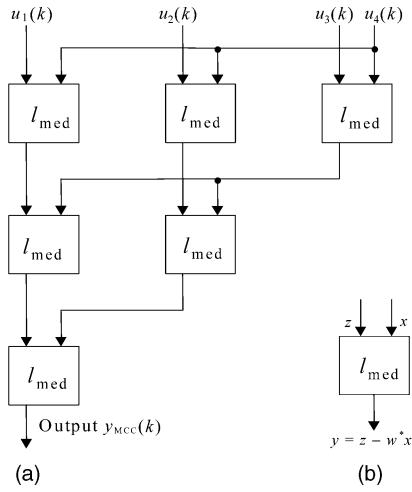 u₁(k) u₂(k) u₃(k) u₄(k)
lmed lmed lmed
lmed lmed
z x
lmed lmed
Output yMCC(k)
y = z − w*x
(a) (b)